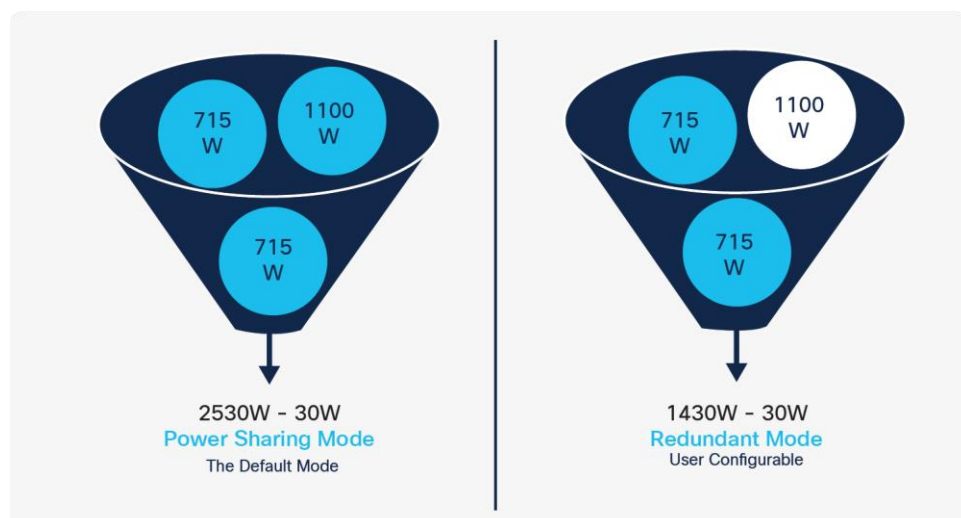 715
W
1100
W
715
W
2530W - 30W
Power Sharing Mode
The Default Mode
715
W
1100
W
715
W
1430W - 30W
Redundant Mode
User Configurable